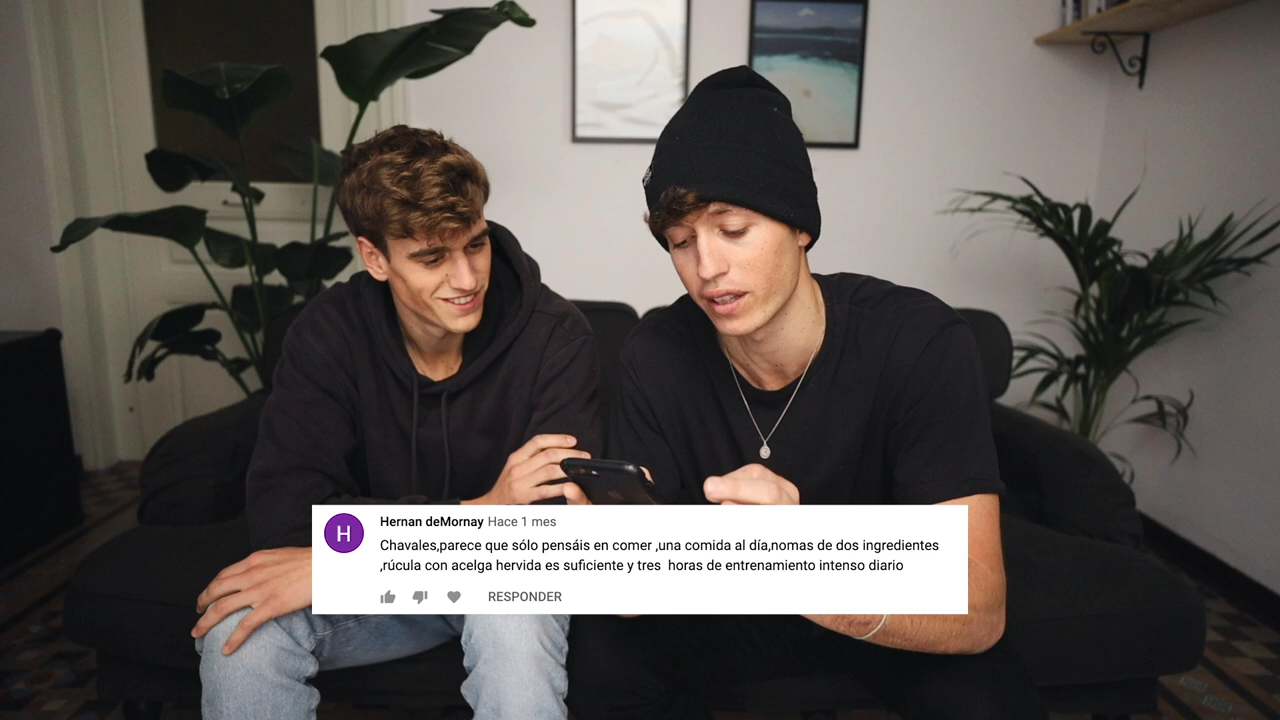 H
Hernan deMornay Hace 1 mes
Chavales,parece que sólo pensáis en comer ,una comida al día,nomas de dos ingredientes
,rúcula con acelga hervida es suficiente y tres  horas de entrenamiento intenso diario
RESPONDER